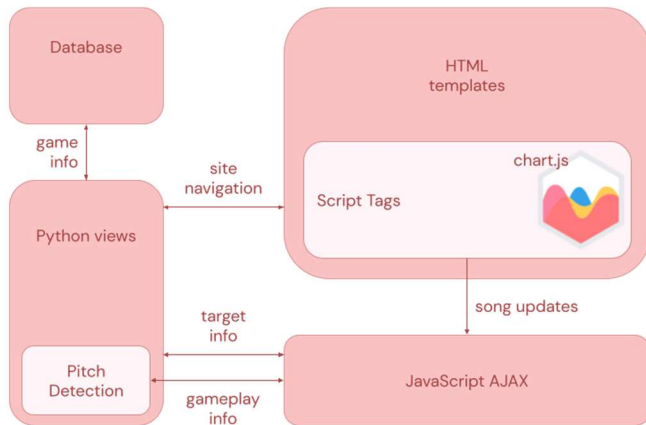 Database
HTML
templates
game
info
chart.js
site
navigation
Script Tags
Python views
song updates
target
info
Pitch
Detection
JavaScript AJAX
gameplay
info